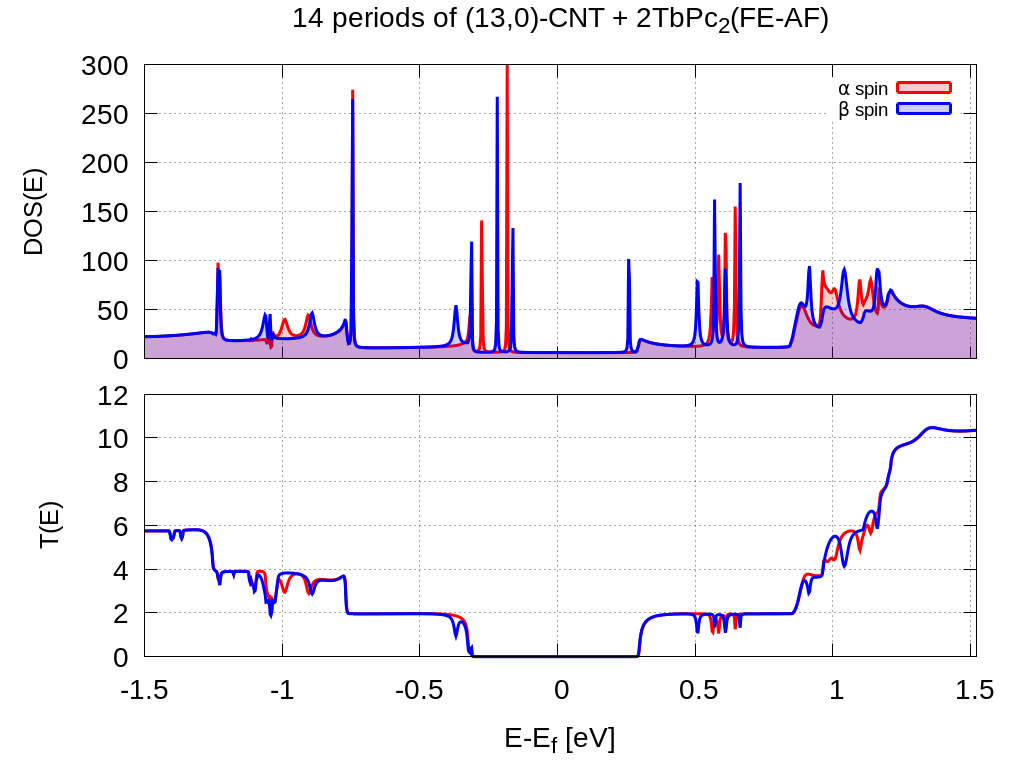 14 periods of (13,0)-CNT + 2TbPc₂(FE-AF)
300
250
200
150
100
50
0
DOS(E)
α spin
β spin
12
10
8
6
4
2
0
T(E)
-1.5 -1 -0.5 0 0.5 1 1.5
E-E_f [eV]